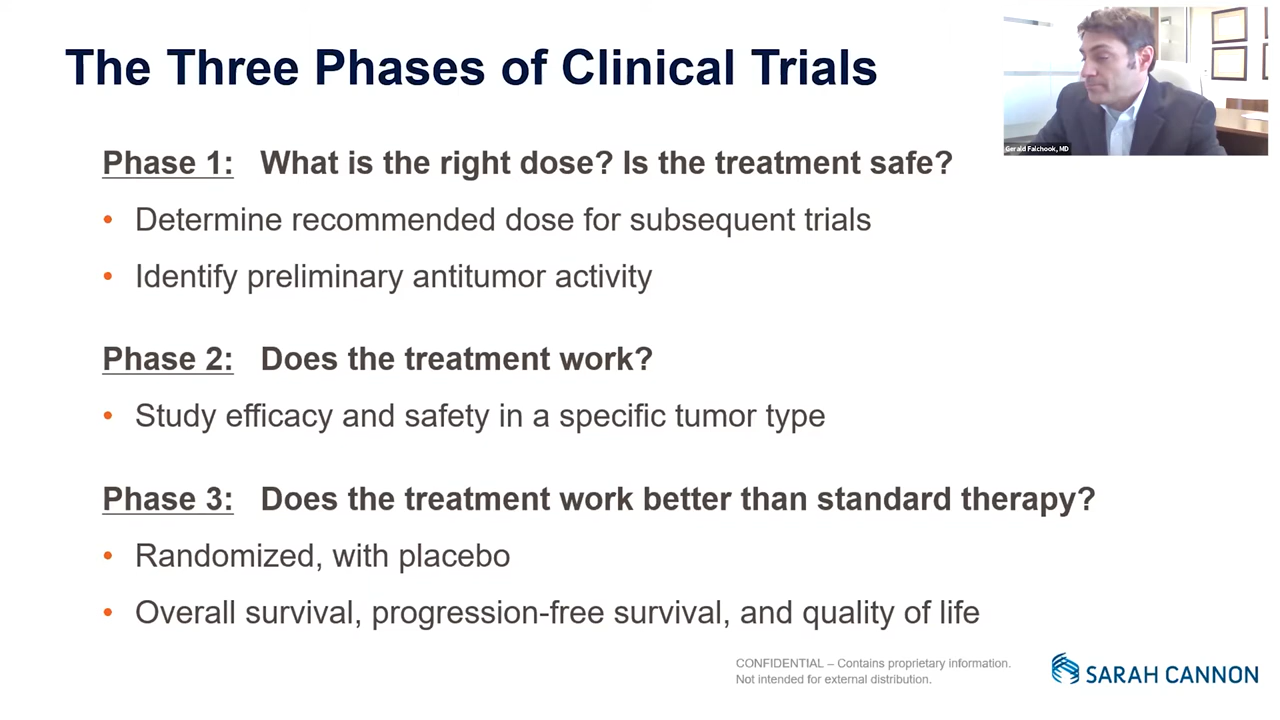 The Three Phases of Clinical Trials
Gerald Falchook, MD
Phase 1: What is the right dose? Is the treatment safe?
• Determine recommended dose for subsequent trials
• Identify preliminary antitumor activity
Phase 2: Does the treatment work?
• Study efficacy and safety in a specific tumor type
Phase 3: Does the treatment work better than standard therapy?
• Randomized, with placebo
• Overall survival, progression-free survival, and quality of life
CONFIDENTIAL – Contains proprietary information.
Not intended for external distribution.
SARAH CANNON